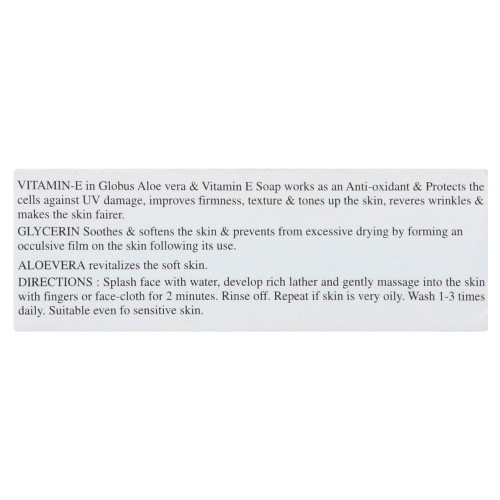 VITAMIN-E in Globus Aloe vera & Vitamin E Soap works as an Anti-oxidant & Protects the
cells against UV damage, improves firmness, texture & tones up the skin, reveres wrinkles &
makes the skin fairer.
GLYCERIN Soothes & softens the skin & prevents from excessive drying by forming an
occulsive film on the skin following its use.
ALOEVERA revitalizes the soft skin.
DIRECTIONS : Splash face with water, develop rich lather and gently massage into the skin
with fingers or face-cloth for 2 minutes. Rinse off. Repeat if skin is very oily. Wash 1-3 times
daily. Suitable even fo sensitive skin.